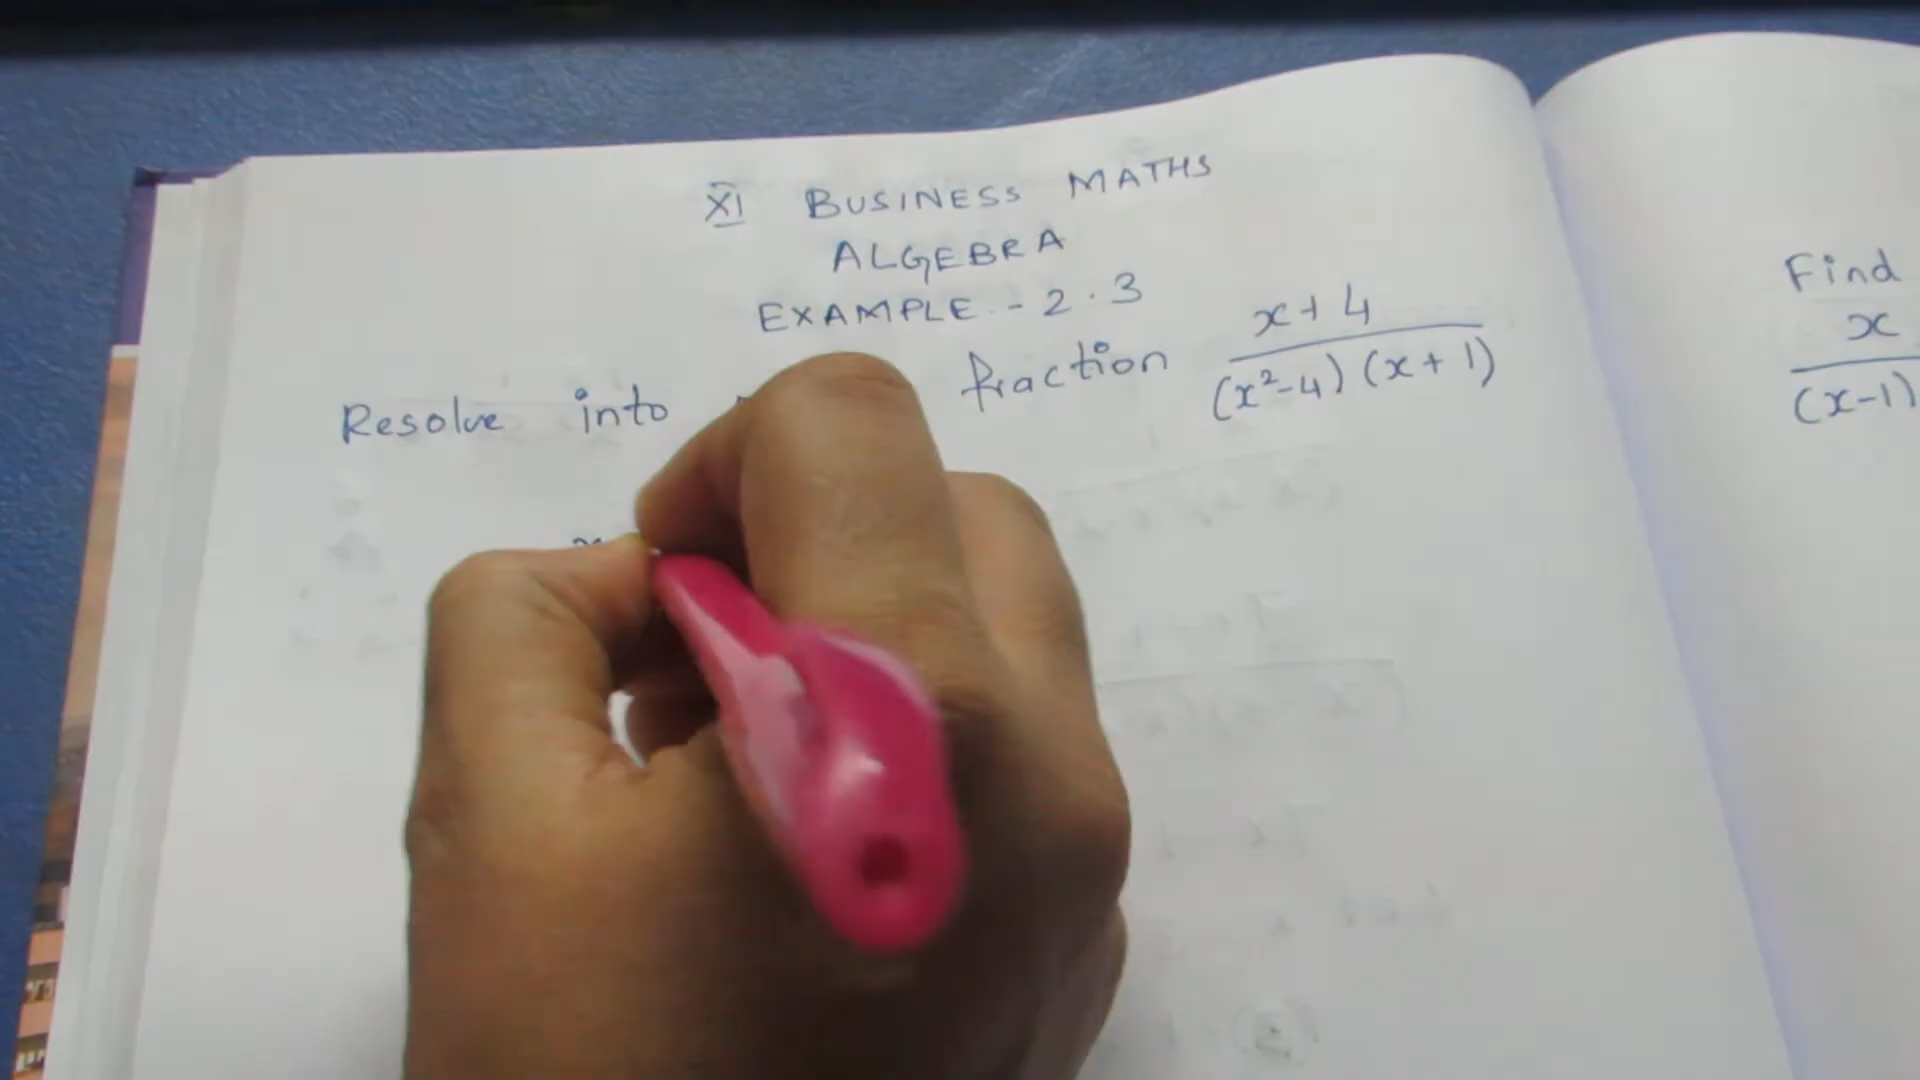 XI BUSINESS MATHS
ALGEBRA
EXAMPLE - 2.3
Resolve into fraction x+4
(x²-4) (x+1)
Find
x
(x-1)